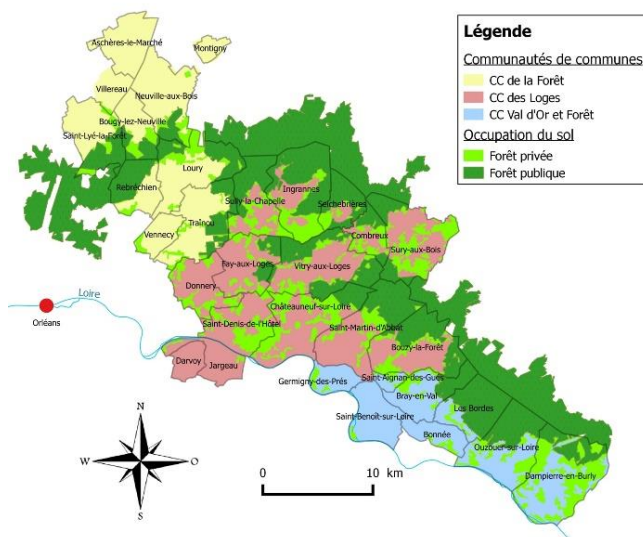 Légende
Communautés de communes
CC de la Forêt
CC des Loges
CC Val d'Or et Forêt
Occupation du sol
Forêt privée
Forêt publique
Aschères-le-Marché
Montigny
Villereau
Neuville-aux-Bois
Bougy-lez-Neuville
Saint-Lyé-la-Forêt
Loury
Rebréchien
Ingrannes
Sully-la-Chapelle
Seichebrières
Traînou
Vennecy
Combreux
Sury-aux-Bois
Fay-aux-Loges
Vitry-aux-Loges
Donnery
Loire
Orléans
Châteauneuf-sur-Loire
Saint-Denis-de-l'Hôtel
Saint-Martin-d'Abbat
Bouzy-la-Forêt
Darvoy
Jargeau
Germigny-des-Prés
Saint-Aignan-des-Gués
Bray-en-Val
Les Bordes
Saint-Benoît-sur-Loire
Bonnée
Ouzouer-sur-Loire
Dampierre-en-Burly
N
W
O
S
0
10 km